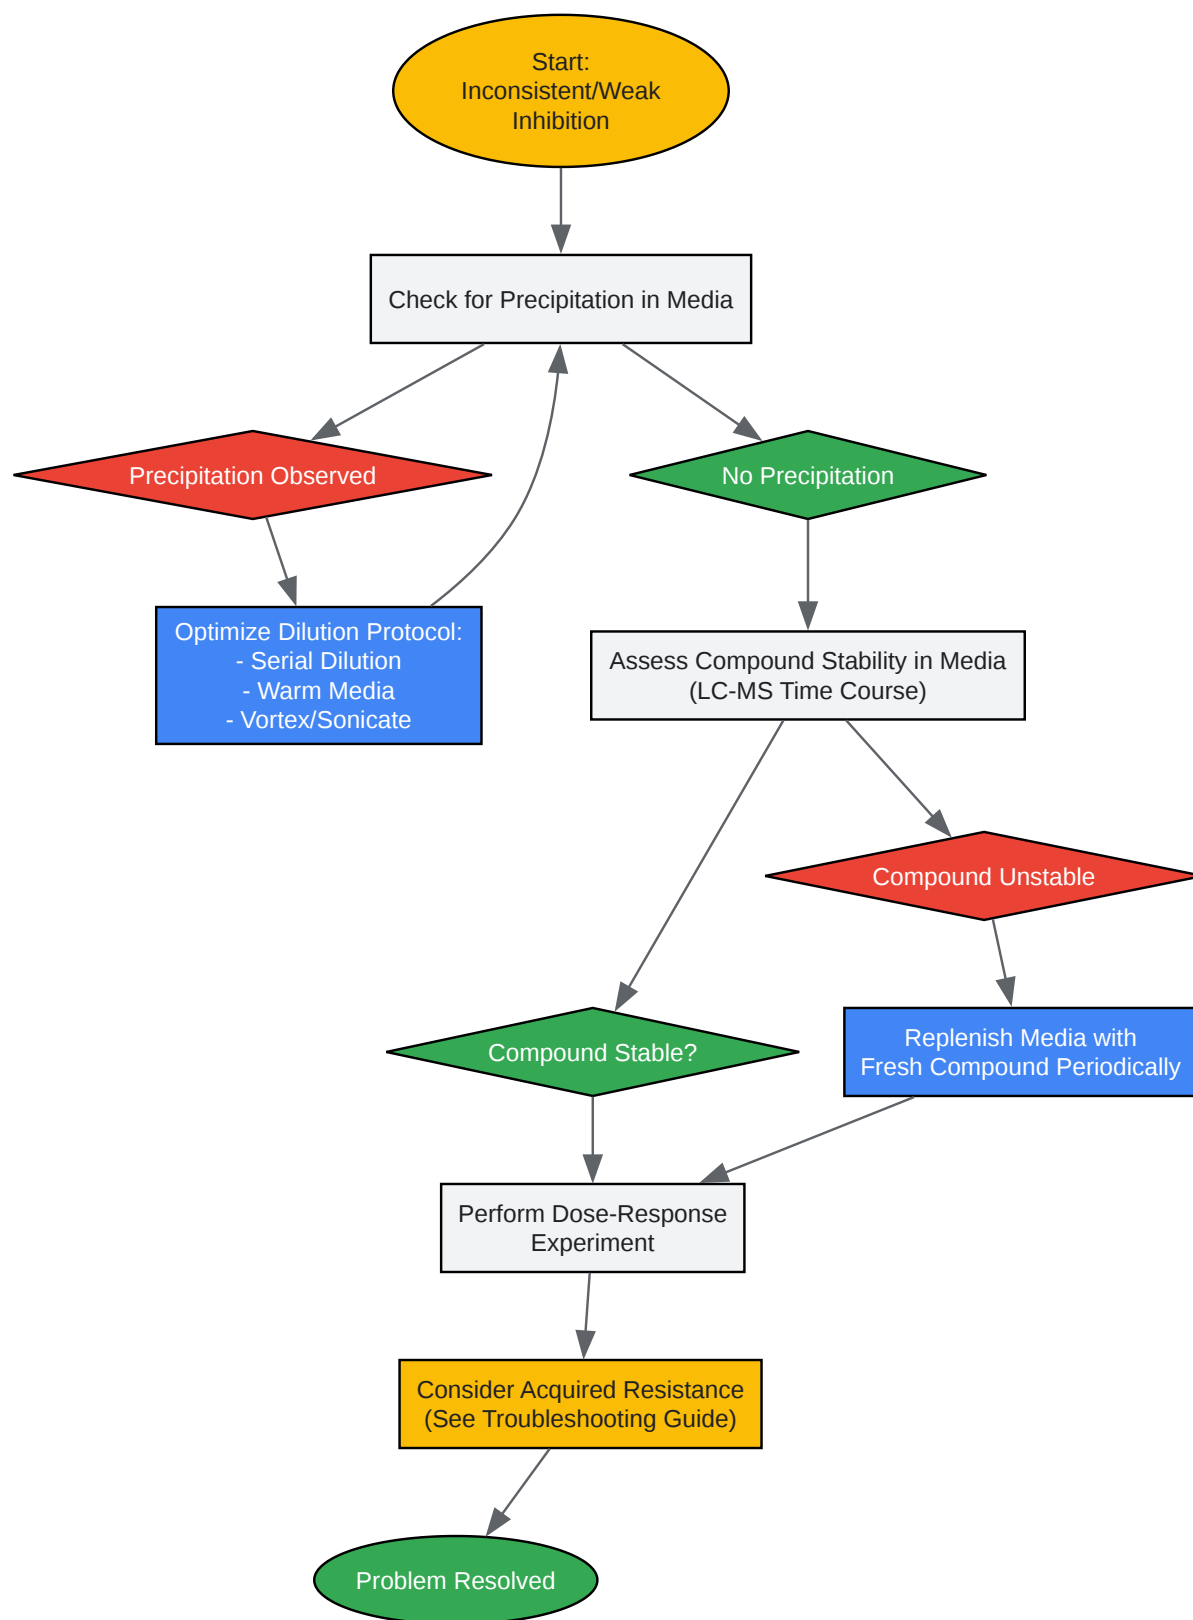 Start:
Inconsistent/Weak
Inhibition
Check for Precipitation in Media
Precipitation Observed
No Precipitation
Optimize Dilution Protocol:
- Serial Dilution
- Warm Media
- Vortex/Sonicate
Assess Compound Stability in Media
(LC-MS Time Course)
Compound Unstable
Compound Stable?
Replenish Media with
Fresh Compound Periodically
Perform Dose-Response
Experiment
Consider Acquired Resistance
(See Troubleshooting Guide)
Problem Resolved